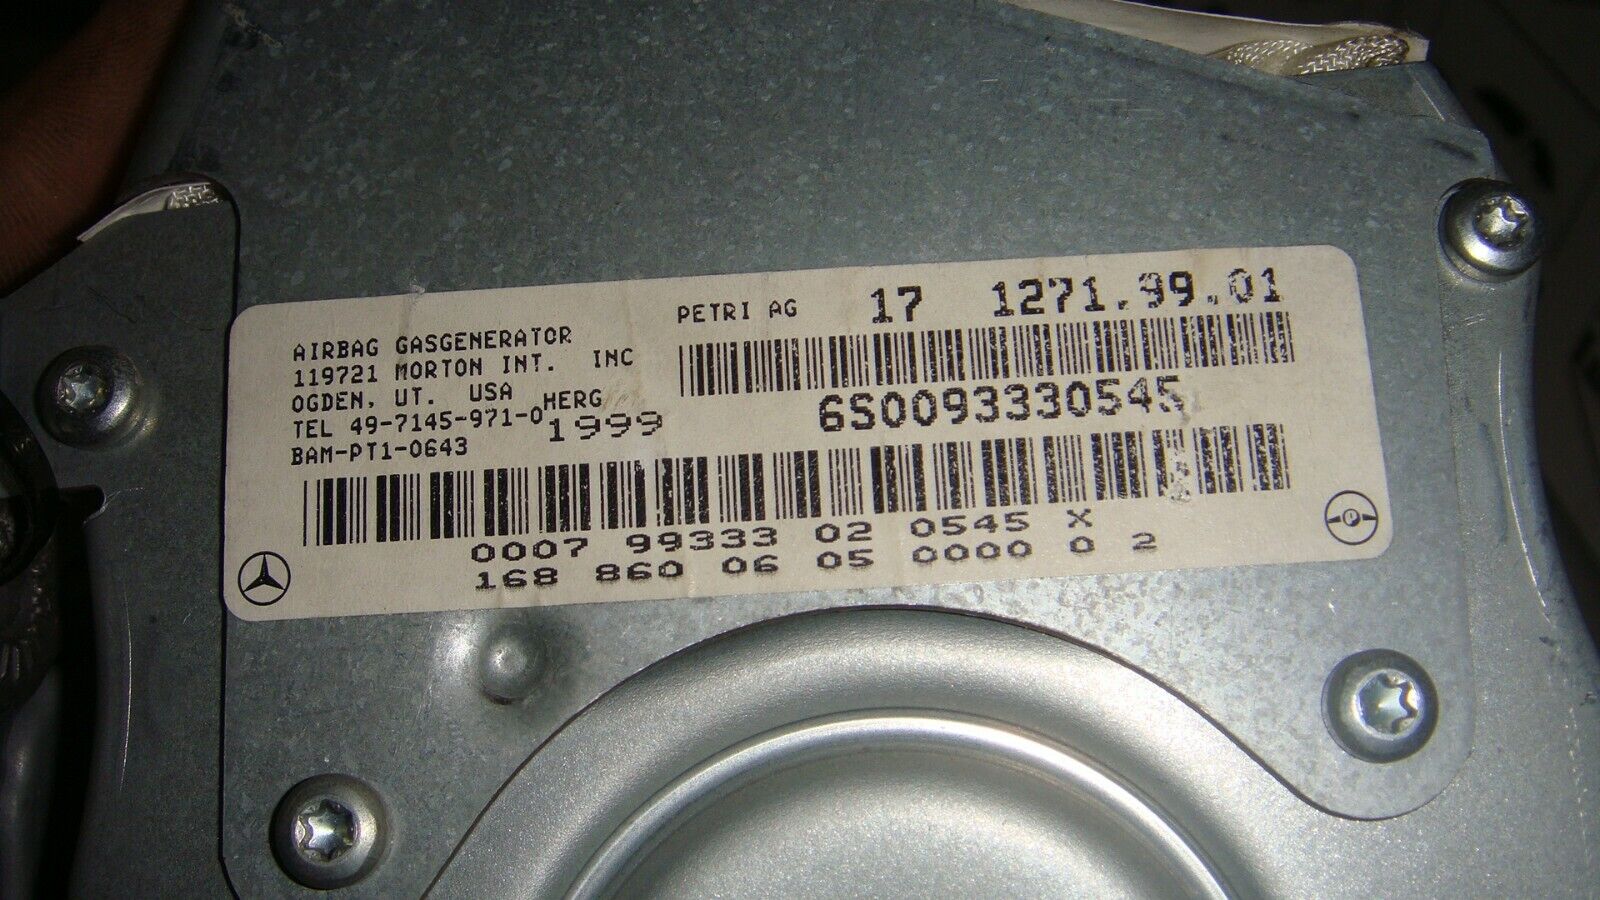 PETRI AG 17 1271.99.01
AIRBAG GASGENERATOR
119721 MORTON INT. INC
OGDEN, UT. USA
TEL 49-7145-971-0
HERG
1999
BAM-PT1-0643
6S0093330545
0007 99333 02 0545 X
168 860 06 05 0000 0 2